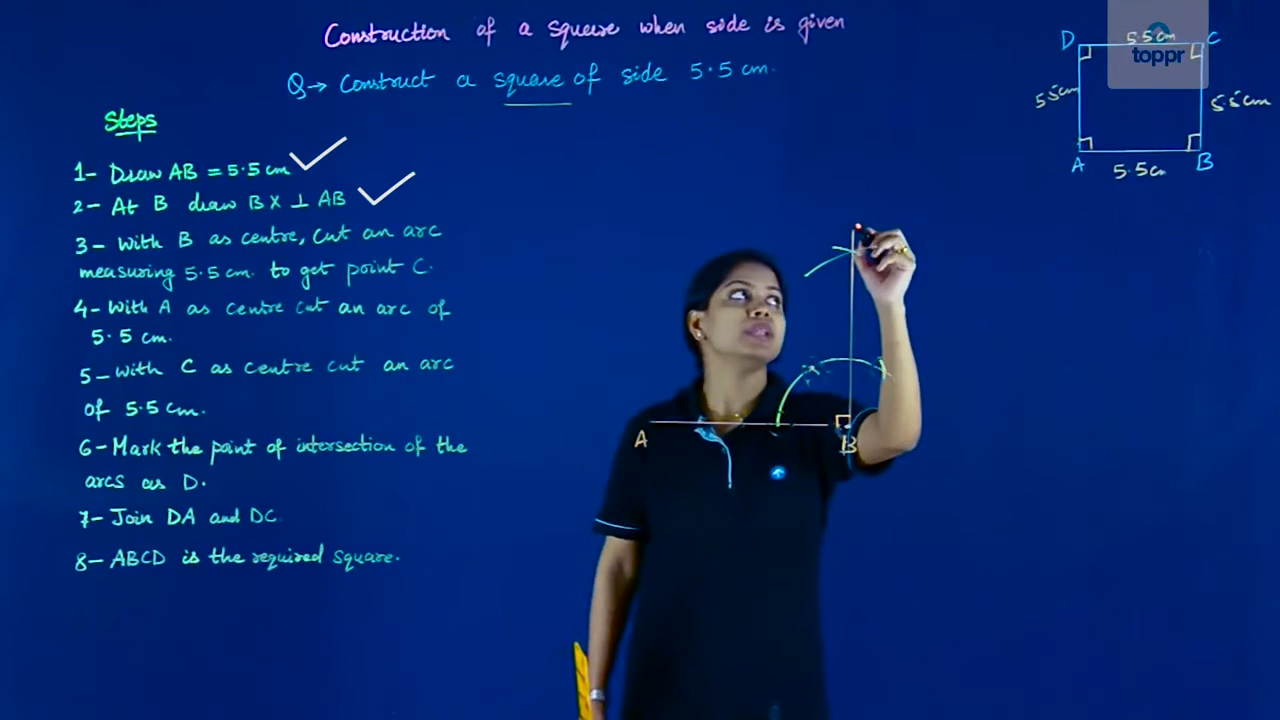 Construction of a square when side is given
Q→ Construct a square of side 5.5 cm.
Steps
1- Draw AB = 5.5 cm
2- At B draw BX ⊥ AB
3- With B as centre, cut an arc
measuring 5.5 cm. to get point C.
4- With A as centre cut an arc of
5.5 cm.
5- With C as centre cut an arc
of 5.5 cm.
6- Mark the point of intersection of the
arcs as D.
7- Join DA and DC.
8- ABCD is the required square.
D 5.5cm C
toppr
5.5cm 5.5cm
A 5.5cm B
A B